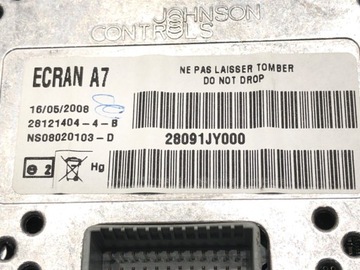 JOHNSON
CONTROLS
ECRAN A7
NE PAS LAISSER TOMBER
DO NOT DROP
16/05/2008
28121404-4-B
NS08020103-D
28091JY000
e 2
Hg